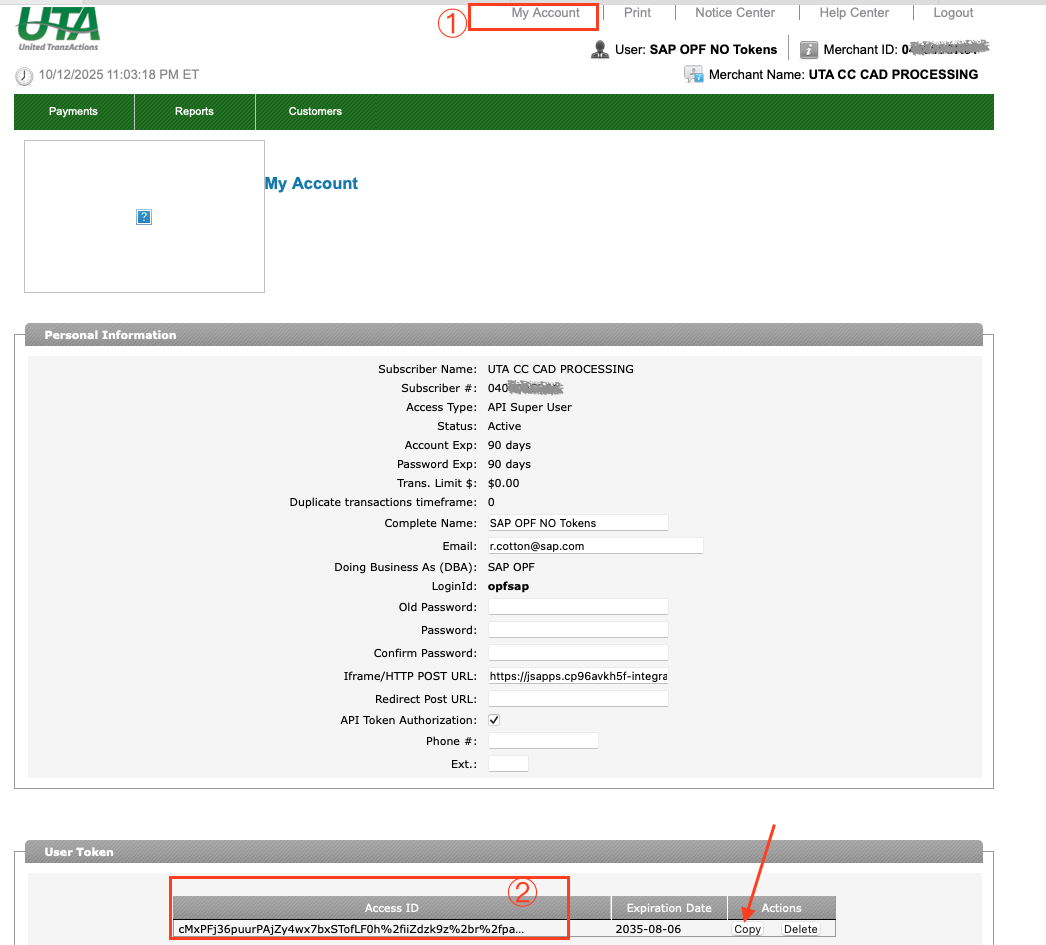 UTA
United TranzActions
① My Account Print Notice Center Help Center Logout
User: SAP OPF NO Tokens Merchant ID:
10/12/2025 11:03:18 PM ET
Merchant Name: UTA CC CAD PROCESSING
Payments Reports Customers
My Account
?
Personal Information
Subscriber Name: UTA CC CAD PROCESSING
Subscriber #: 040
Access Type: API Super User
Status: Active
Account Exp: 90 days
Password Exp: 90 days
Trans. Limit $: $0.00
Duplicate transactions timeframe: 0
Complete Name: SAP OPF NO Tokens
Email: r.cotton@sap.com
Doing Business As (DBA): SAP OPF
LoginId: opfsap
Old Password:
Password:
Confirm Password:
Iframe/HTTP POST URL: https://jsapps.cp96avkh5f-integra
Redirect Post URL:
API Token Authorization:
Phone #:
Ext.:
User Token
②
Access ID Expiration Date Actions
cMxPFj36puurPAjZy4wx7bxSTofLF0h%2fiiZdzk9z%2br%2fpa... 2035-08-06 Copy Delete